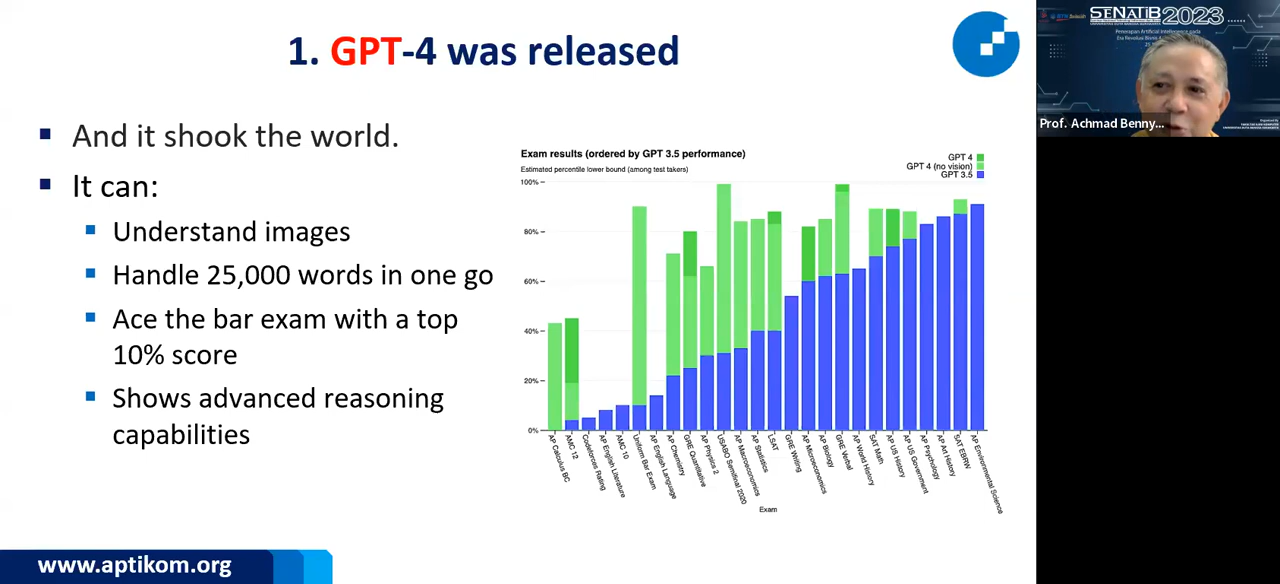 1. GPT-4 was released
And it shook the world.
It can:
Understand images
Handle 25,000 words in one go
Ace the bar exam with a top
10% score
Shows advanced reasoning
capabilities
Exam results (ordered by GPT 3.5 performance)
Estimated percentile lower bound (among test takers)
GPT 4
GPT 4 (no vision)
GPT 3.5
100%
80%
60%
40%
20%
0%
AP Calculus BC
AMC 12
Codeforces Rating
AP English Literature
AMC 10
Uniform Bar Exam
AP English Language
AP Chemistry
GRE Quantitative
AP Physics 2
USABO Semifinal 2020
AP Macroeconomics
AP Statistics
LSAT
GRE Writing
AP Microeconomics
AP Biology
GRE Verbal
AP World History
SAT Math
AP US History
AP US Government
AP Psychology
AP Art History
SAT EBRW
AP Environmental Science
Exam
www.aptikom.org
SENATIB 2023
Penerapan Artificial Intelligence pada
Prof. Achmad Benny...